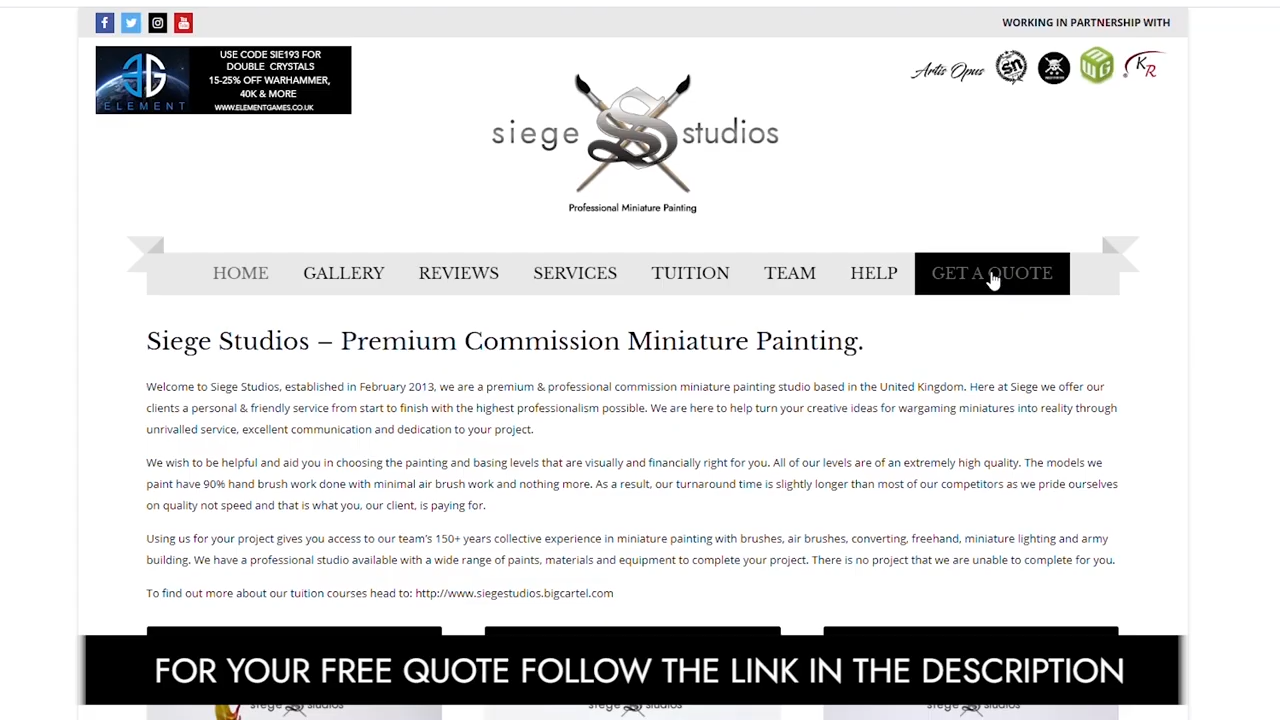 WORKING IN PARTNERSHIP WITH
USE CODE SIE193 FOR
DOUBLE CRYSTALS
15-25% OFF WARHAMMER,
40K & MORE
WWW.ELEMENTGAMES.CO.UK
ELEMENT
Artis Opus
sn
MWG
KR
siege S studios
Professional Miniature Painting
HOME GALLERY REVIEWS SERVICES TUITION TEAM HELP GET A QUOTE
Siege Studios – Premium Commission Miniature Painting.
Welcome to Siege Studios, established in February 2013, we are a premium & professional commission miniature painting studio based in the United Kingdom. Here at Siege we offer our
clients a personal & friendly service from start to finish with the highest professionalism possible. We are here to help turn your creative ideas for wargaming miniatures into reality through
unrivalled service, excellent communication and dedication to your project.
We wish to be helpful and aid you in choosing the painting and basing levels that are visually and financially right for you. All of our levels are of an extremely high quality. The models we
paint have 90% hand brush work done with minimal air brush work and nothing more. As a result, our turnaround time is slightly longer than most of our competitors as we pride ourselves
on quality not speed and that is what you, our client, is paying for.
Using us for your project gives you access to our team's 150+ years collective experience in miniature painting with brushes, air brushes, converting, freehand, miniature lighting and army
building. We have a professional studio available with a wide range of paints, materials and equipment to complete your project. There is no project that we are unable to complete for you.
To find out more about our tuition courses head to: http://www.siegestudios.bigcartel.com
FOR YOUR FREE QUOTE FOLLOW THE LINK IN THE DESCRIPTION